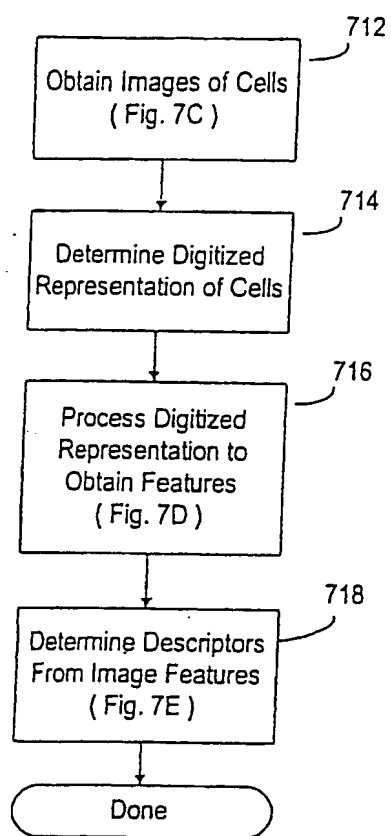 712
Obtain Images of Cells
( Fig. 7C )
714
Determine Digitized
Representation of Cells
716
Process Digitized
Representation to
Obtain Features
( Fig. 7D )
718
Determine Descriptors
From Image Features
( Fig. 7E )
Done